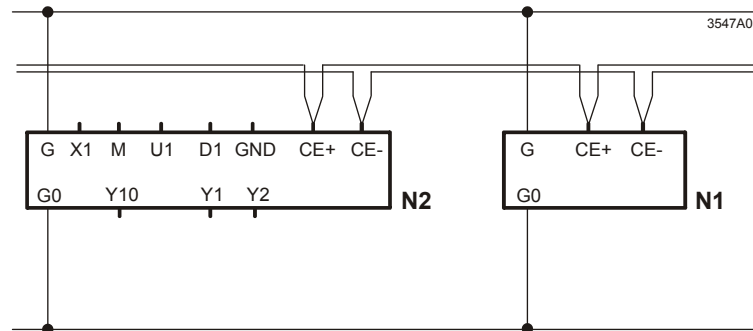 3547A0
G X1 M U1 D1 GND CE+ CE-
G0 Y10 Y1 Y2
N2
G CE+ CE-
G0
N1